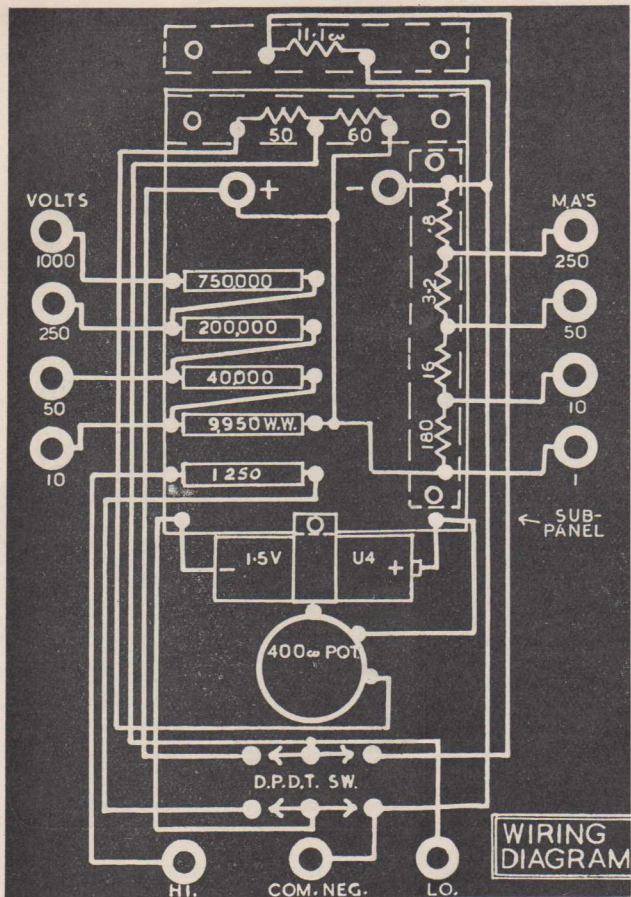 11.1ω
50
60
VOLTS
+
-
M.A'S
1000
250
50
10
750,000
200,000
40,000
9,950 W.W.
1250
.8
3.2
16
180
250
50
10
1
← SUB-
PANEL
- 1.5V
U4 +
400ω POT.
D.P.D.T. SW.
WIRING
DIAGRAM
HI.
COM. NEG.
LO.